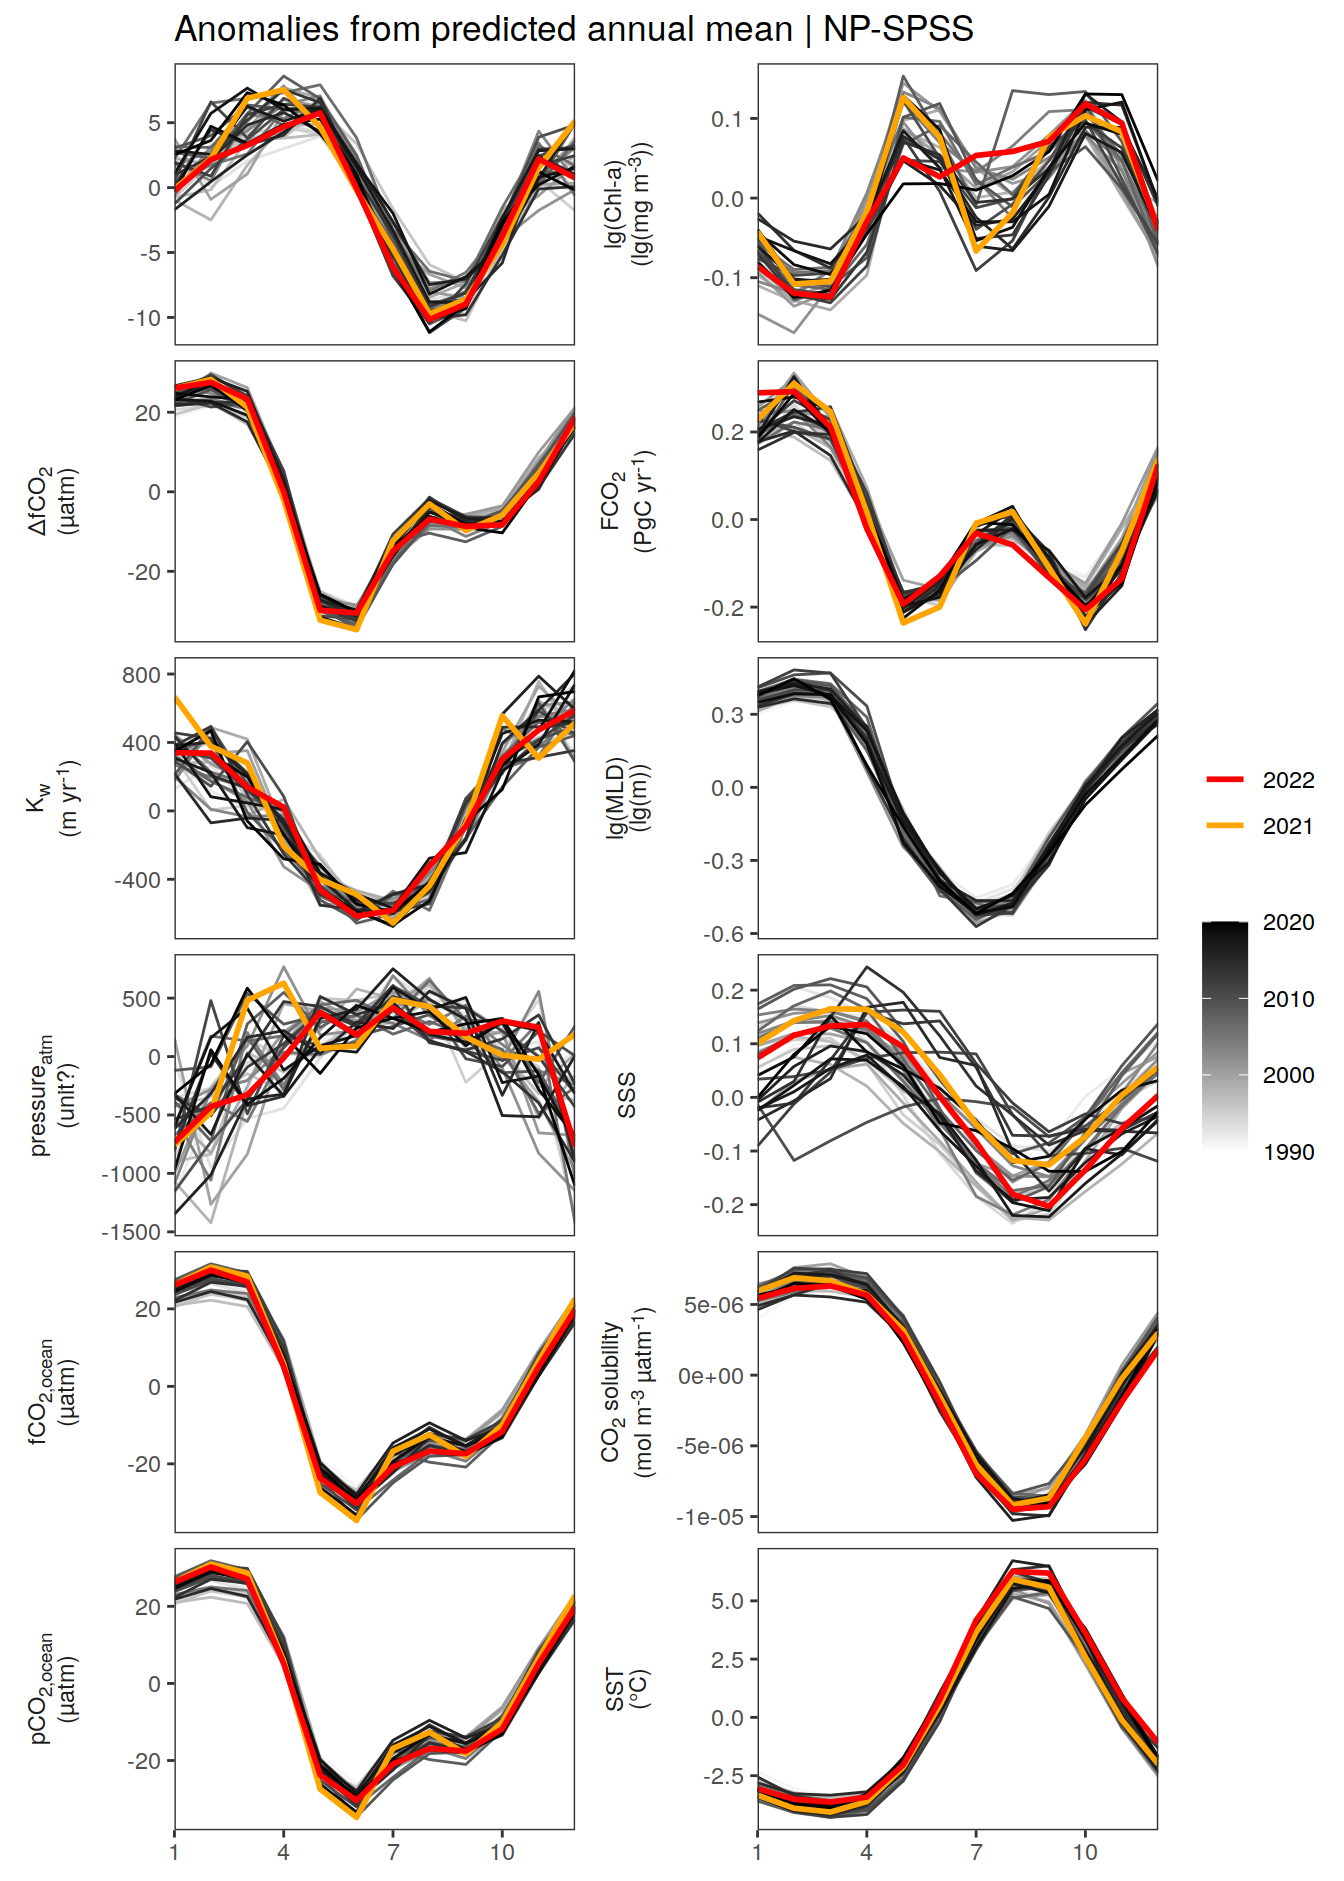 Anomalies from predicted annual mean | NP-SPSS
5
0
-5
-10
lg(Chl-a)
(lg(mg m⁻³))
0.1
0.0
-0.1
ΔfCO₂
(µatm)
20
0
-20
FCO₂
(PgC yr⁻¹)
0.2
0.0
-0.2
K_w
(m yr⁻¹)
800
400
0
-400
lg(MLD)
(lg(m))
0.3
0.0
-0.3
-0.6
pressure_atm
(unit?)
500
0
-500
-1000
-1500
SSS
0.2
0.1
0.0
-0.1
-0.2
fCO₂,ocean
(µatm)
20
0
-20
CO₂ solubility
(mol m⁻³ µatm⁻¹)
5e-06
0e+00
-5e-06
-1e-05
pCO₂,ocean
(µatm)
20
0
-20
SST
(°C)
5.0
2.5
0.0
-2.5
1 4 7 10
1 4 7 10
2022
2021
2020
2010
2000
1990